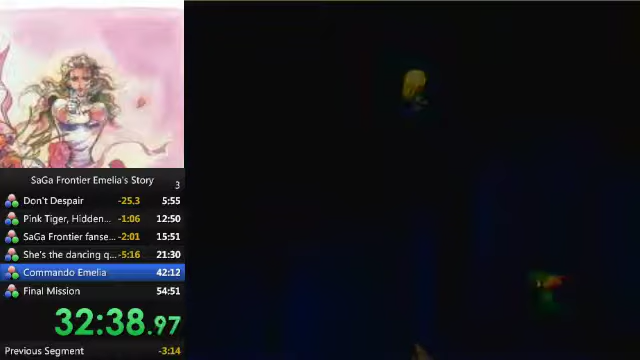 SaGa Frontier Emelia's Story
3
Don't Despair -25.3 5:55
Pink Tiger, Hidden... -1:06 12:50
SaGa Frontier fanse... -2:01 15:51
She's the dancing q... -5:16 21:30
Commando Emelia 42:12
Final Mission 54:51
32:38.97
Previous Segment -3:14